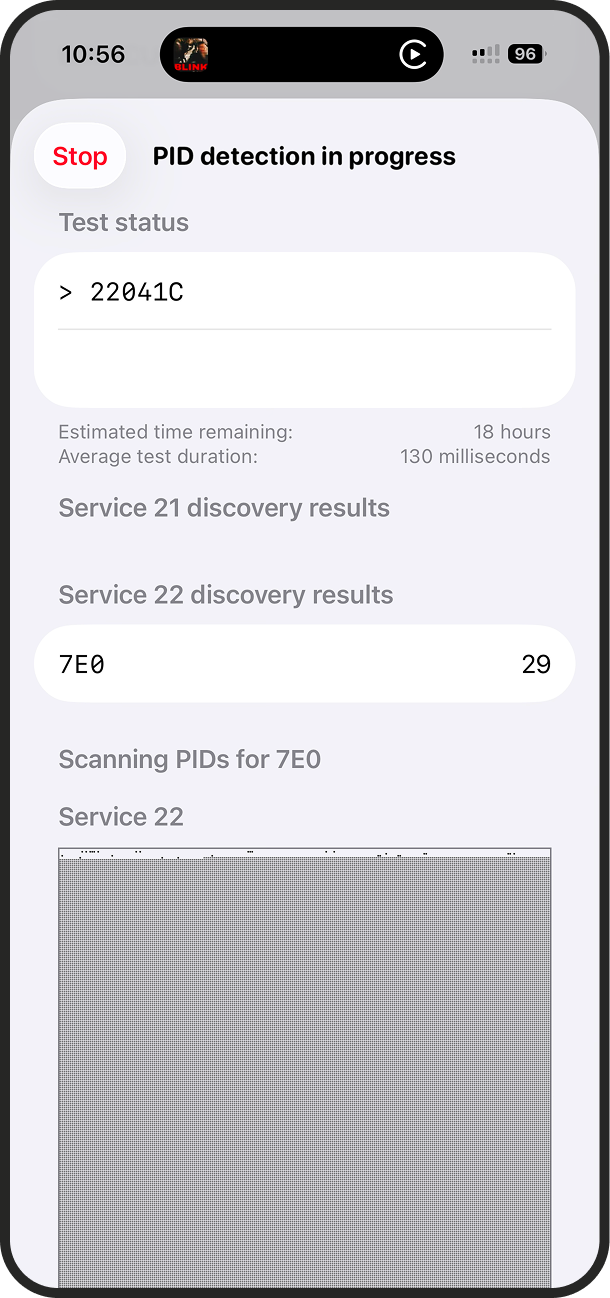 10:56
BLINK
96
Stop
PID detection in progress
Test status
> 22041C
Estimated time remaining: 18 hours
Average test duration: 130 milliseconds
Service 21 discovery results
Service 22 discovery results
7E0 29
Scanning PIDs for 7E0
Service 22